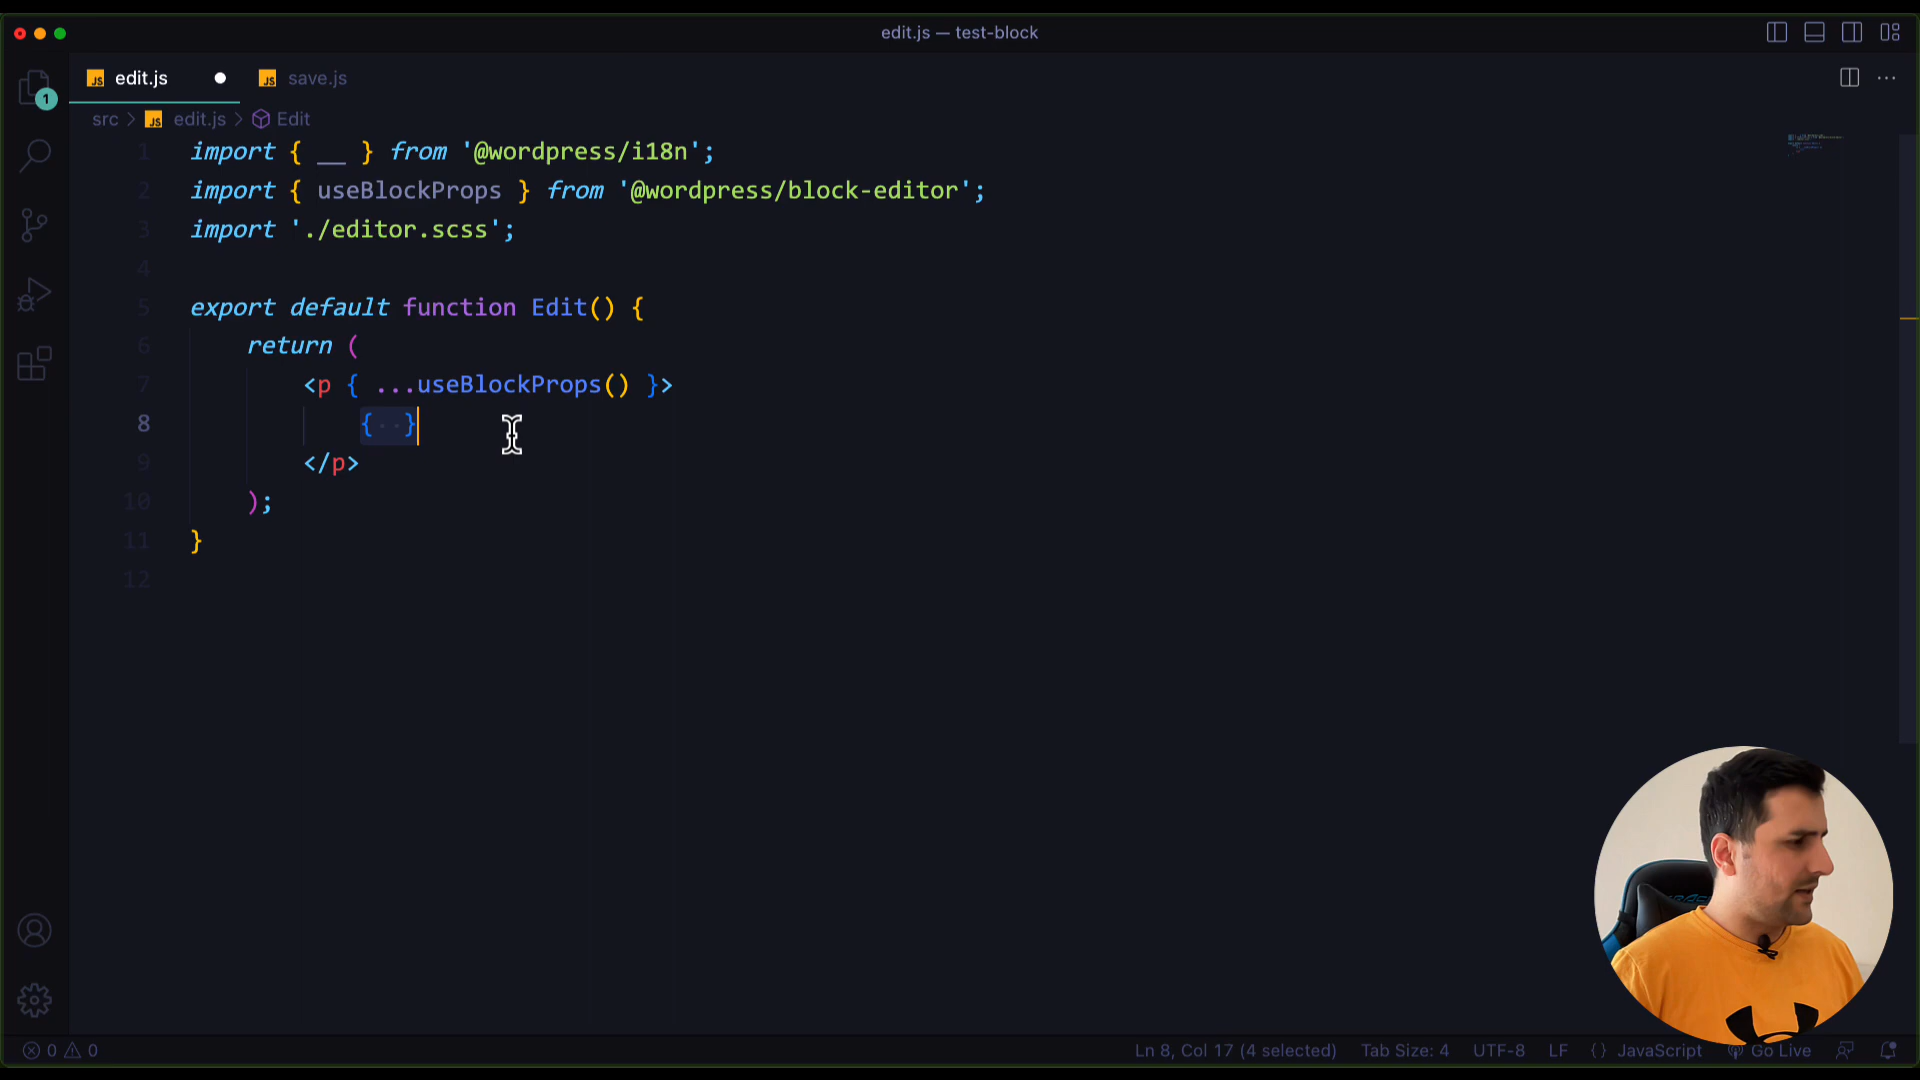 edit.js — test-block
JS edit.js
JS save.js
1
src > JS edit.js > Edit
1 import { __ } from '@wordpress/i18n';
2 import { useBlockProps } from '@wordpress/block-editor';
3 import './editor.scss';
4
5 export default function Edit() {
6 return (
7 <p { ...useBlockProps() }>
8 {··}
9 </p>
10 );
11 }
12
0 0
Ln 8, Col 17 (4 selected) Tab Size: 4 UTF-8 LF {} JavaScript Go Live